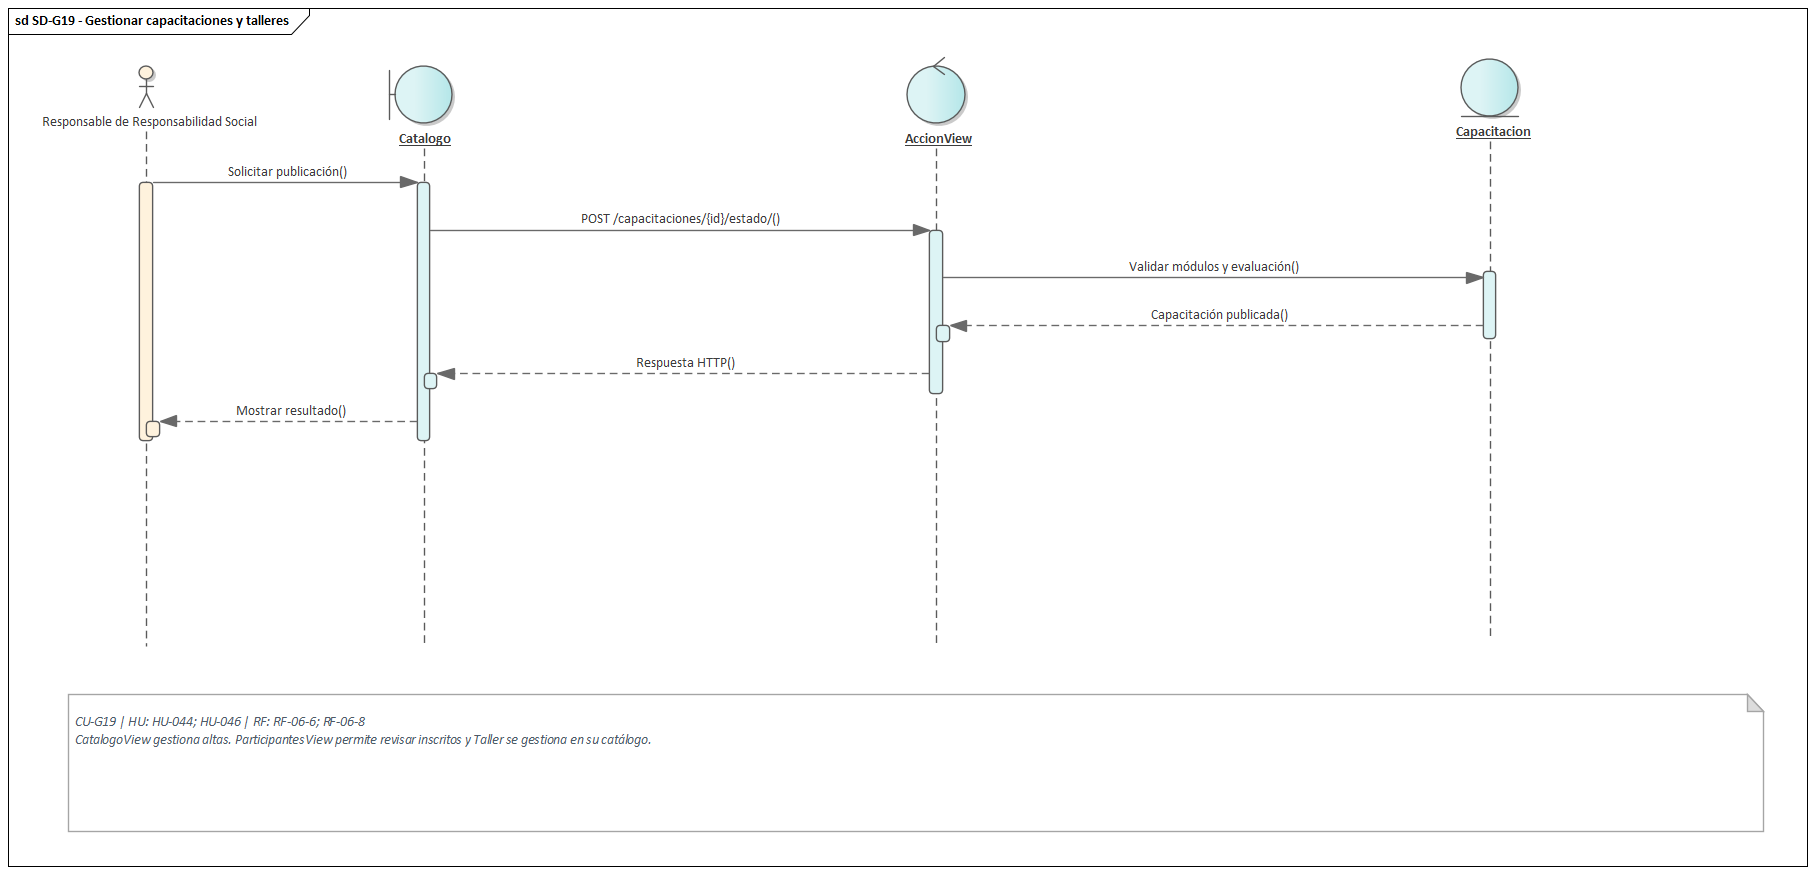 sd SD-G19 - Gestionar capacitaciones y talleres
Responsable de Responsabilidad Social
Catalogo
AccionView
Capacitacion
Solicitar publicación()
POST /capacitaciones/{id}/estado/()
Validar módulos y evaluación()
Capacitación publicada()
Respuesta HTTP()
Mostrar resultado()
CU-G19 | HU: HU-044; HU-046 | RF: RF-06-6; RF-06-8
CatalogoView gestiona altas. ParticipantesView permite revisar inscritos y Taller se gestiona en su catálogo.